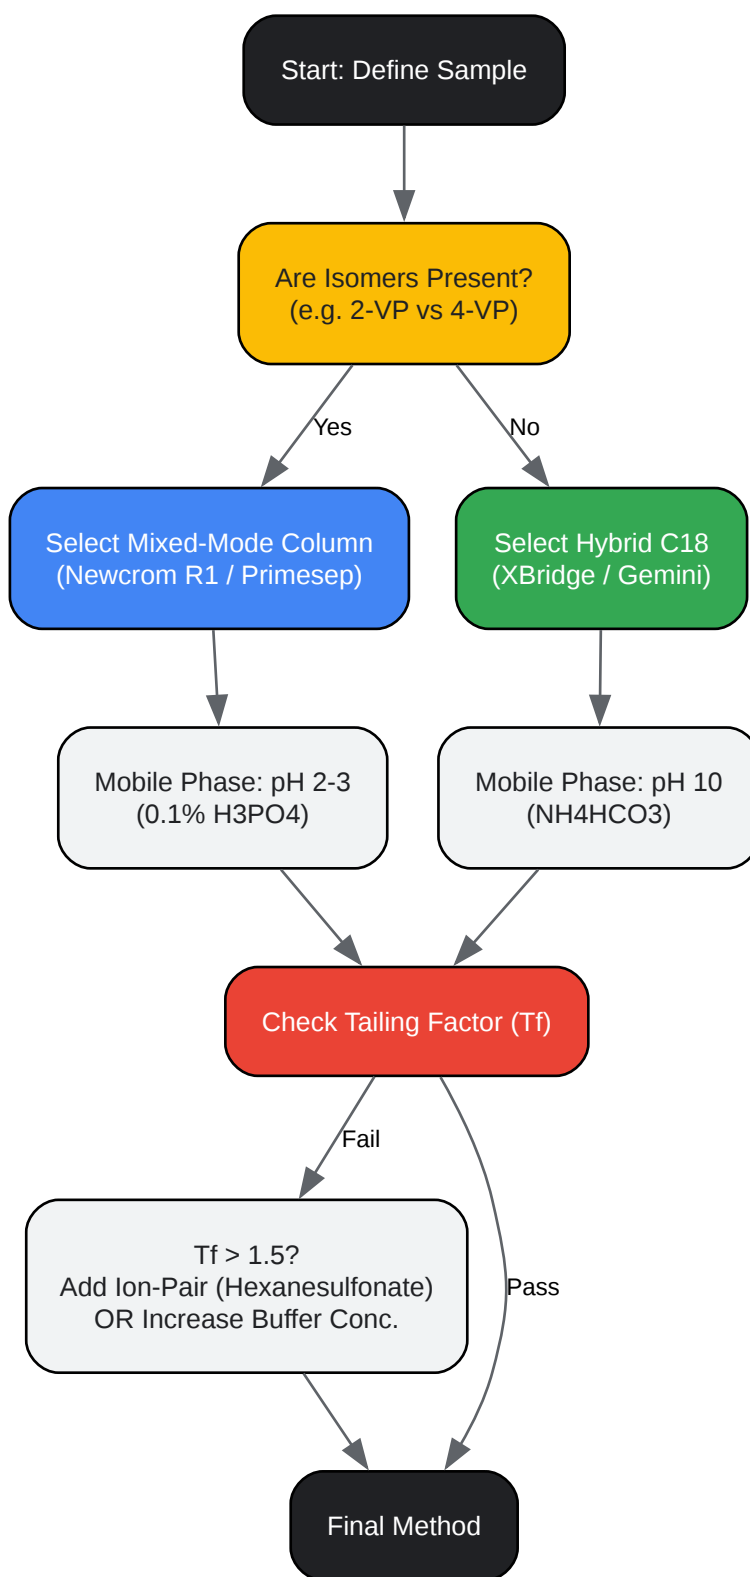 Start: Define Sample
Are Isomers Present?
(e.g. 2-VP vs 4-VP)
Yes
No
Select Mixed-Mode Column
(Newcrom R1 / Primesep)
Select Hybrid C18
(XBridge / Gemini)
Mobile Phase: pH 2-3
(0.1% H3PO4)
Mobile Phase: pH 10
(NH4HCO3)
Check Tailing Factor (Tf)
Fail
Tf > 1.5?
Add Ion-Pair (Hexanesulfonate)
OR Increase Buffer Conc.
Pass
Final Method